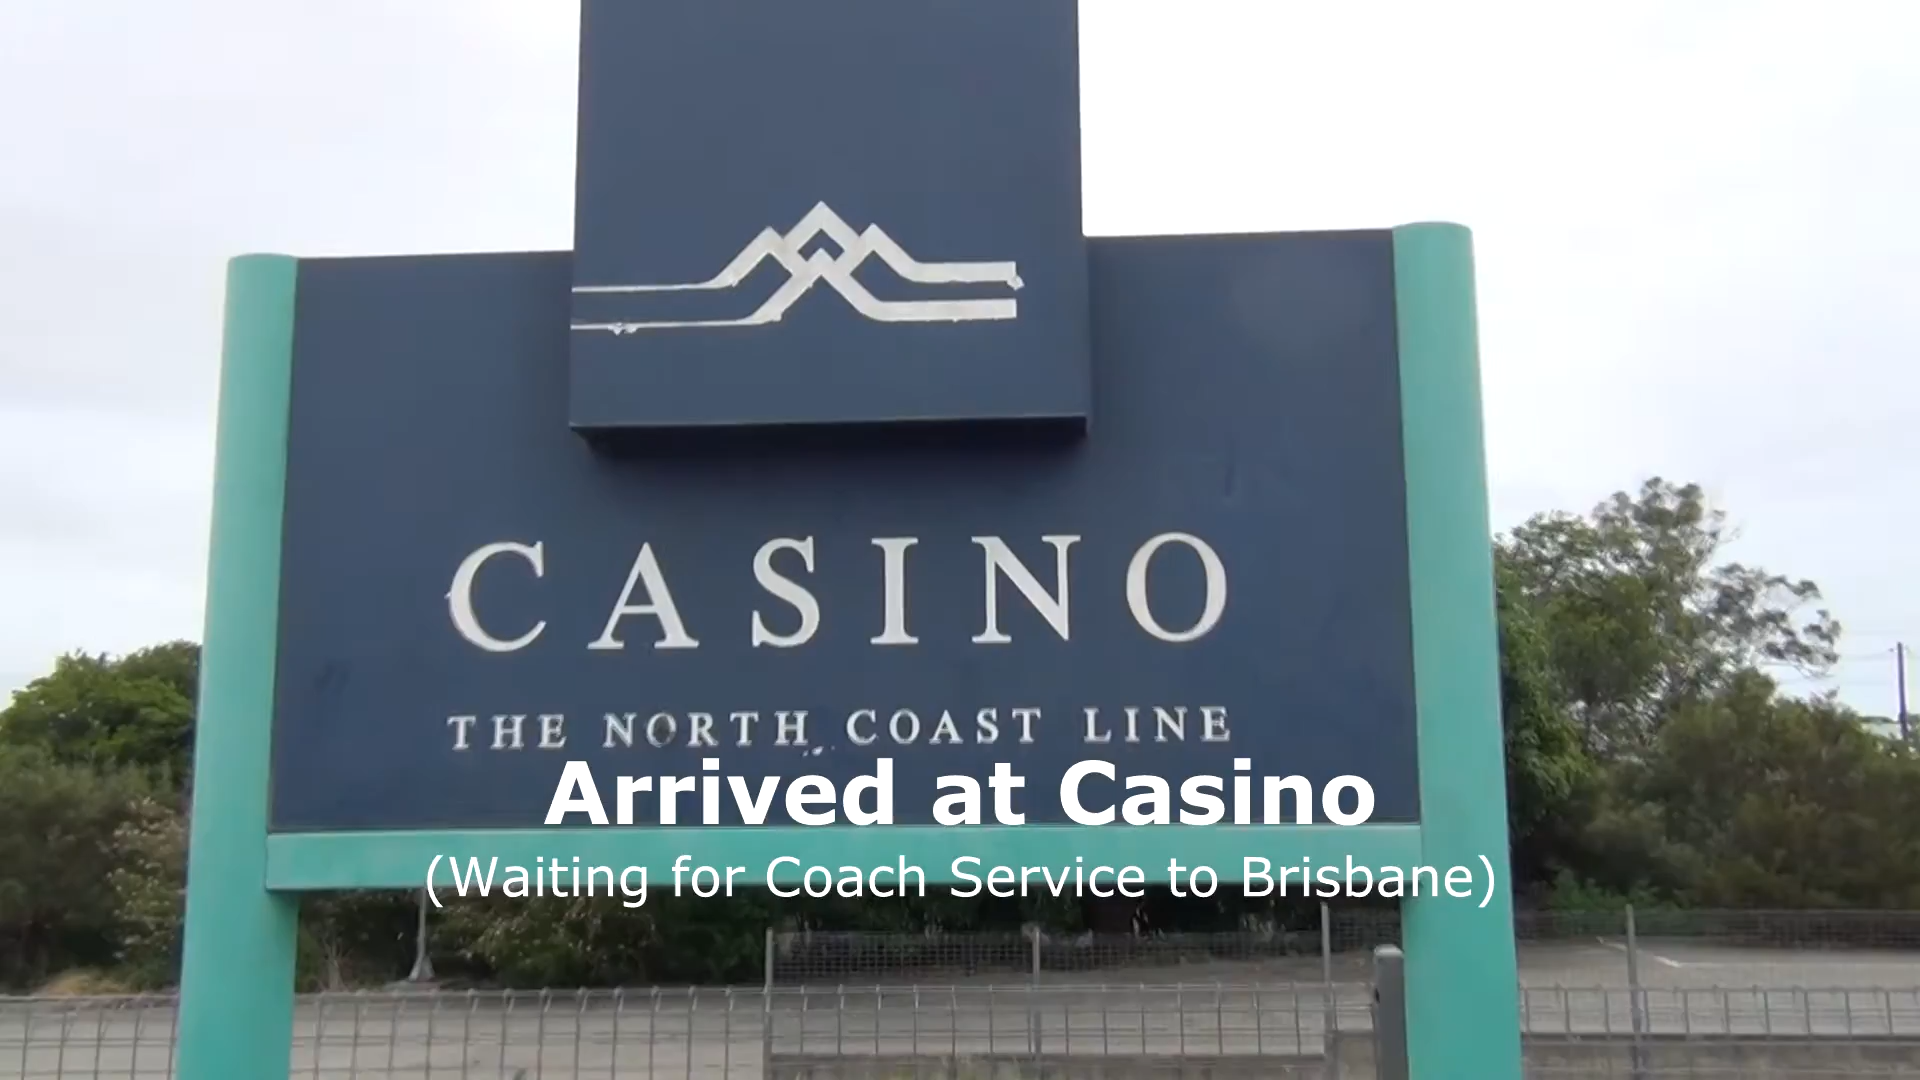 CASINO
THE NORTH COAST LINE
Arrived at Casino
(Waiting for Coach Service to Brisbane)